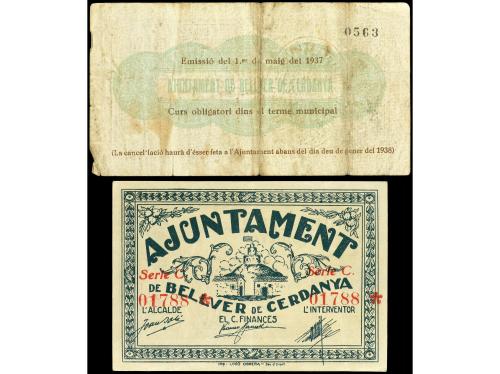 0563
Emissió del 1.er de maig del 1937
AJUNTAMENT DE BELLVER DE CERDANYA
Curs obligatori dins el terme municipal
(La cancel·lació haurà d'ésser feta a l'Ajuntament abans del dia deu de gener del 1938)
AJUNTAMENT
Serie C. Serie C.
DE BELLVER DE CERDANYA
01788 * 01788 *
L'ALCALDE EL C. FINANCES L'INTERVENTOR